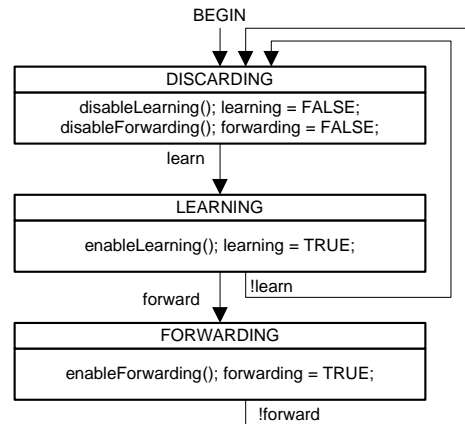 BEGIN
DISCARDING
disableLearning(); learning = FALSE;
disableForwarding(); forwarding = FALSE;
learn
LEARNING
enableLearning(); learning = TRUE;
forward
!learn
FORWARDING
enableForwarding(); forwarding = TRUE;
!forward